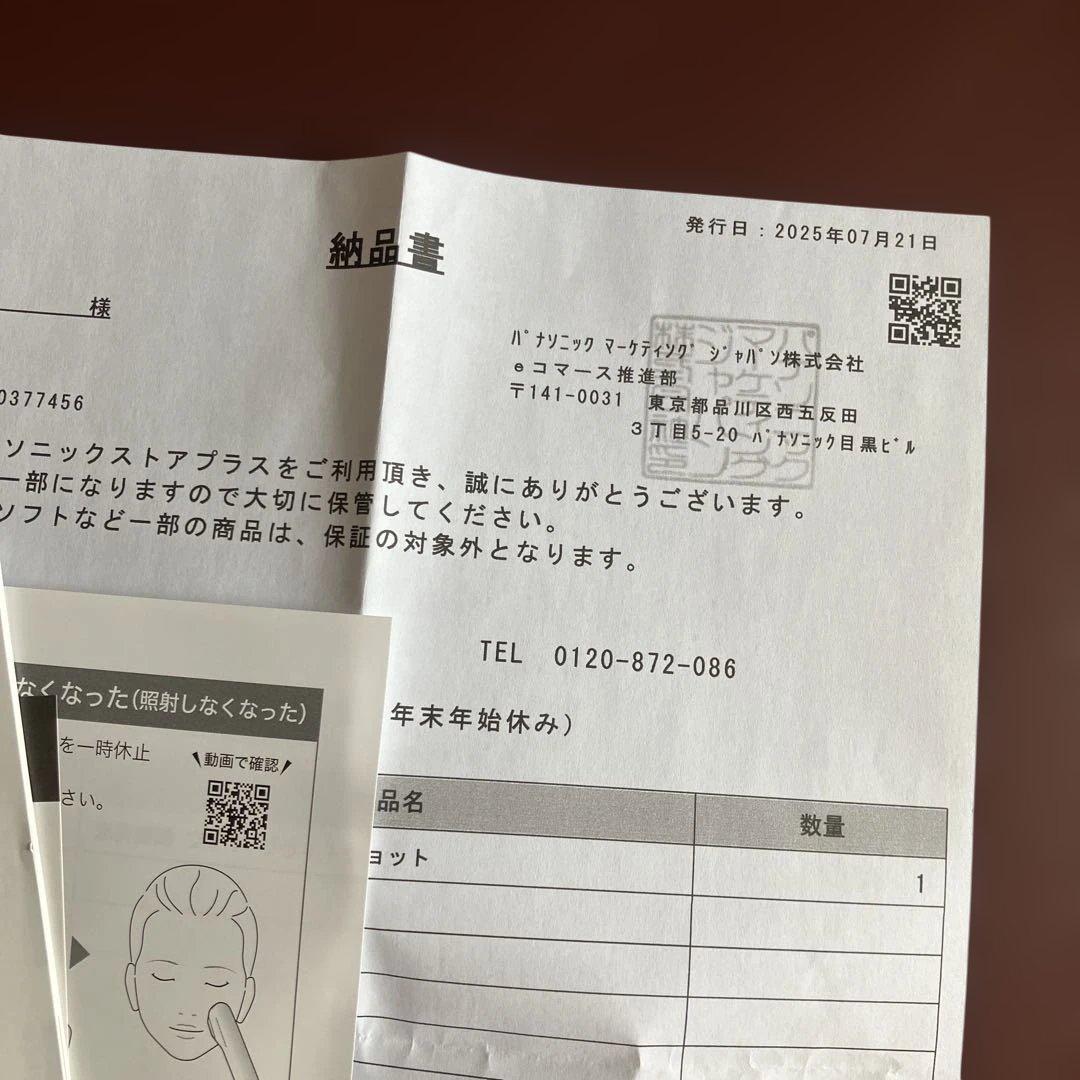 納品書
発行日：2025年07月21日
様
ﾊﾟﾅｿﾆｯｸ ﾏｰｹﾃｨﾝｸﾞ ｼﾞｬﾊﾟﾝ株式会社
eコマース推進部
〒141-0031 東京都品川区西五反田
３丁目5-20 ﾊﾟﾅｿﾆｯｸ目黒ﾋﾞﾙ
0377456
ソニックストアプラスをご利用頂き、誠にありがとうございます。
一部になりますので大切に保管してください。
ソフトなど一部の商品は、保証の対象外となります。
TEL 0120-872-086
年末年始休み）
品名 数量
ョット 1
なくなった（照射しなくなった）
を一時休止
動画で確認
さい。